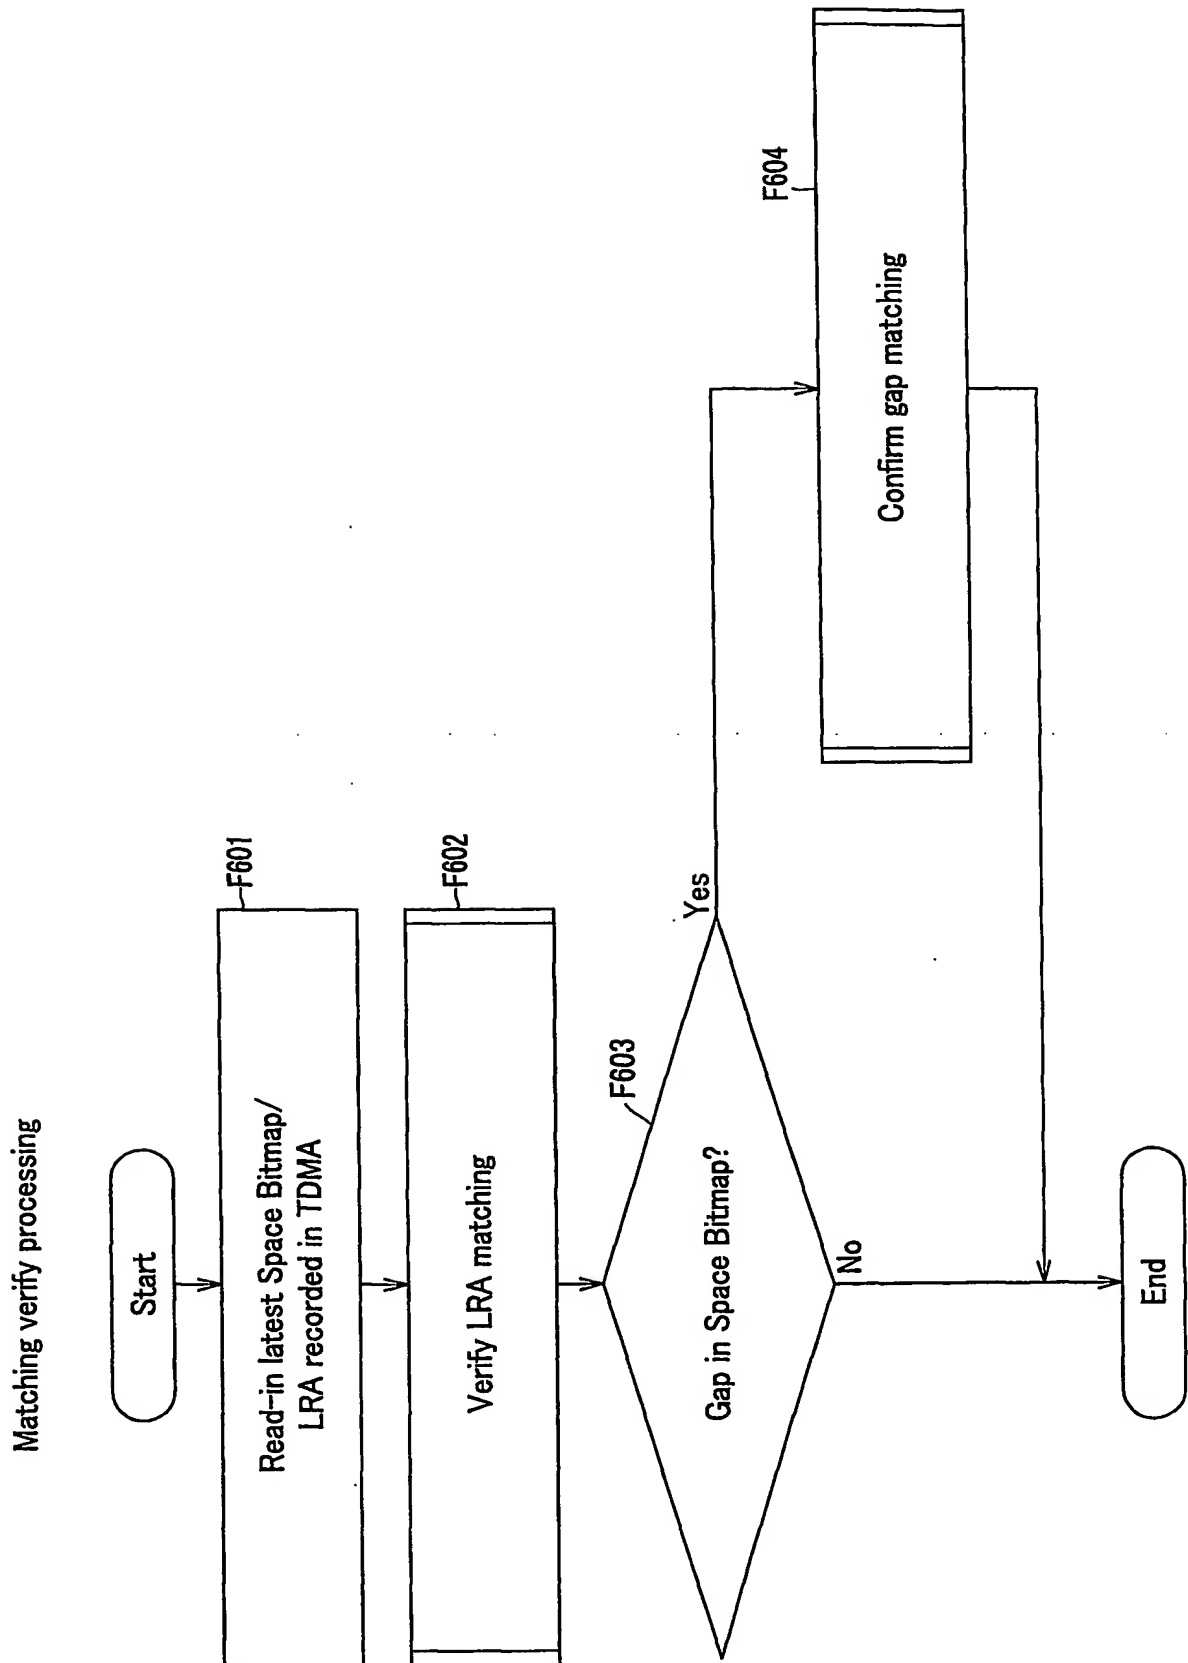 Matching verify processing
Start
F601
Read-in latest Space Bitmap/
LRA recorded in TDMA
F602
Verify LRA matching
F603
Gap in Space Bitmap?
Yes
No
F604
Confirm gap matching
End